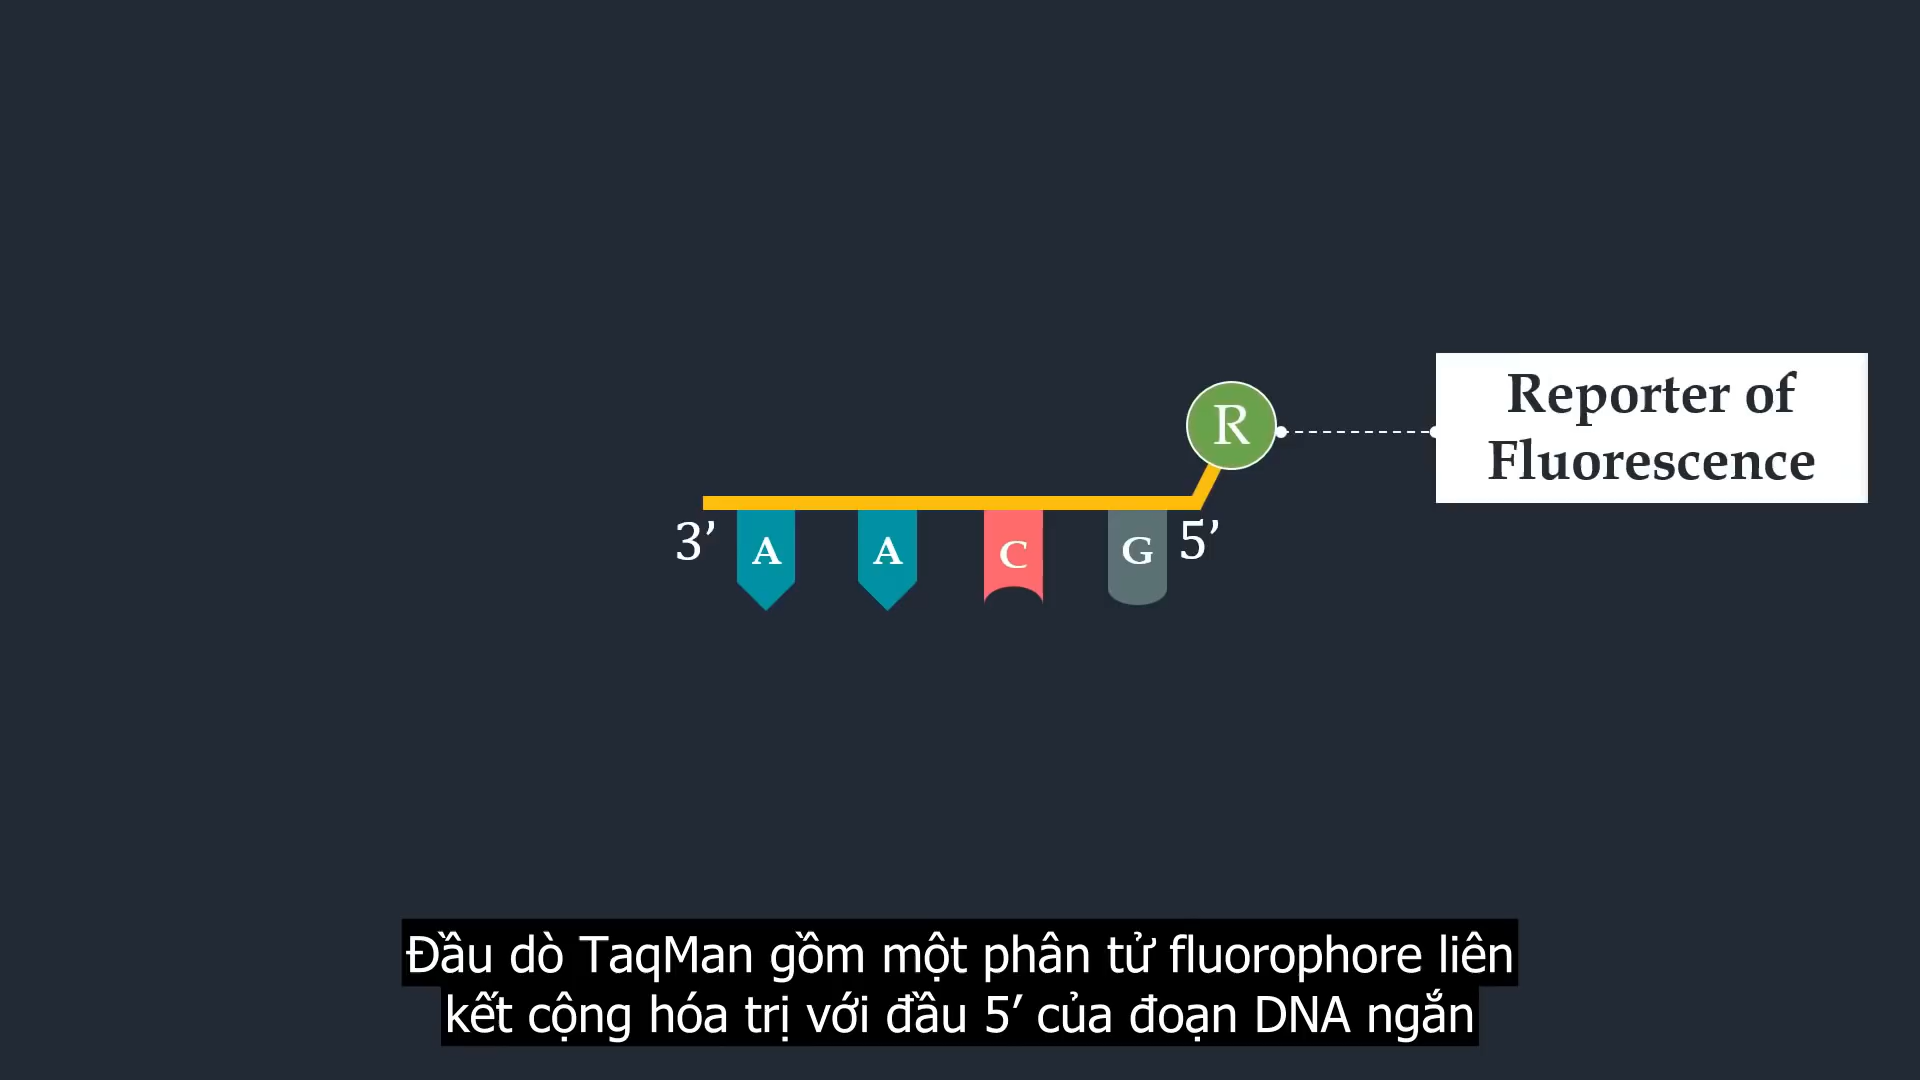 R
Reporter of
Fluorescence
3’ A A C G 5’
Đầu dò TaqMan gồm một phân tử fluorophore liên
kết cộng hóa trị với đầu 5’ của đoạn DNA ngắn